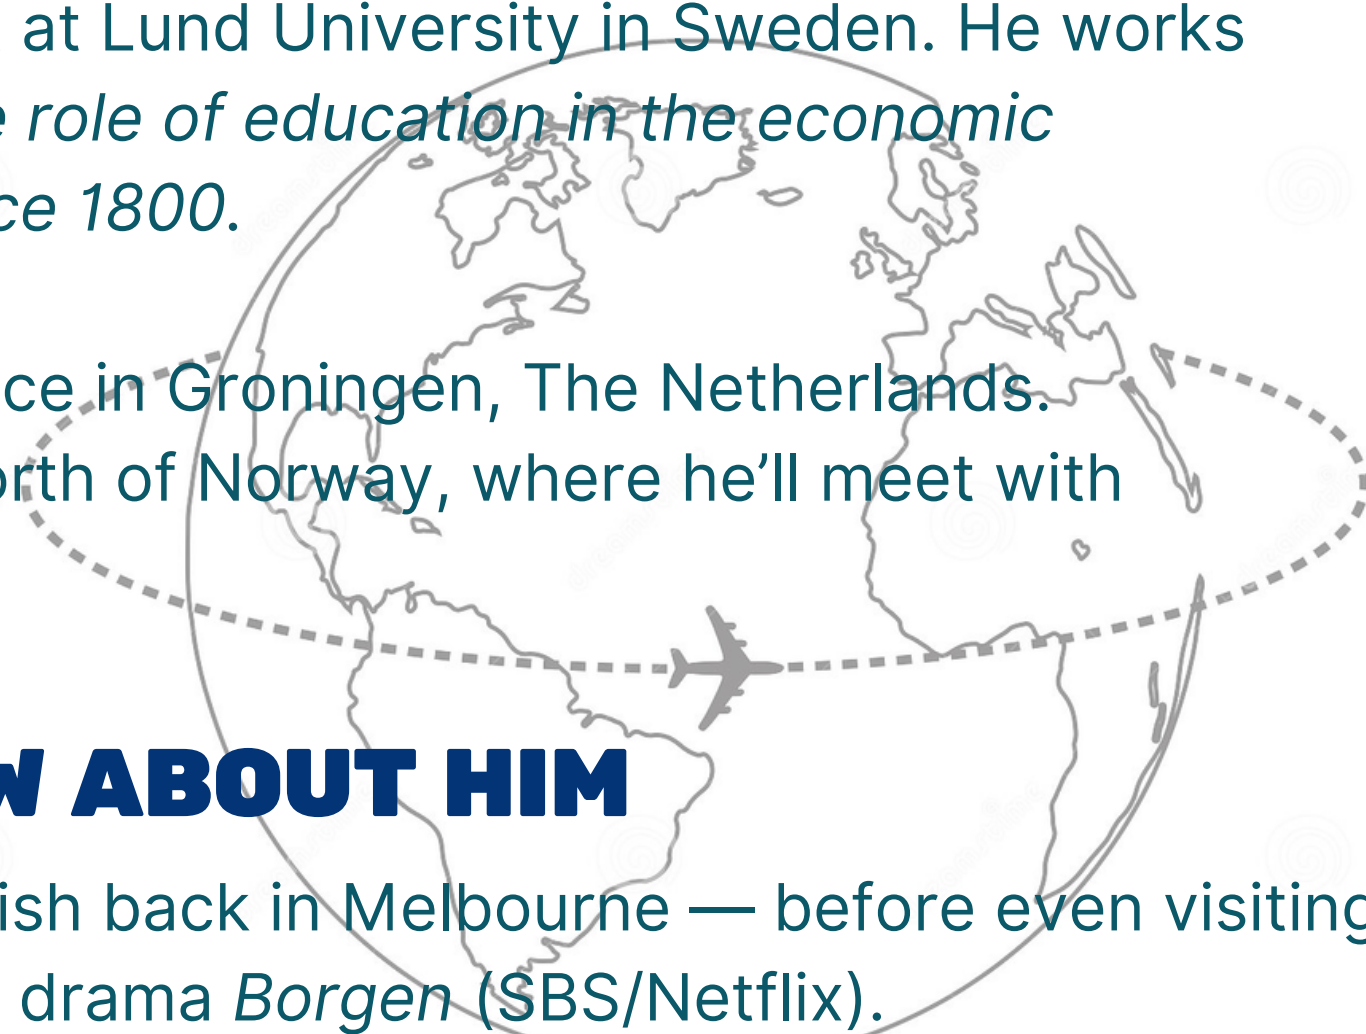 at Lund University in Sweden. He works
role of education in the economic
ce 1800.
ce in Groningen, The Netherlands.
orth of Norway, where he’ll meet with
W ABOUT HIM
ish back in Melbourne — before even visiting
drama Borgen (SBS/Netflix).